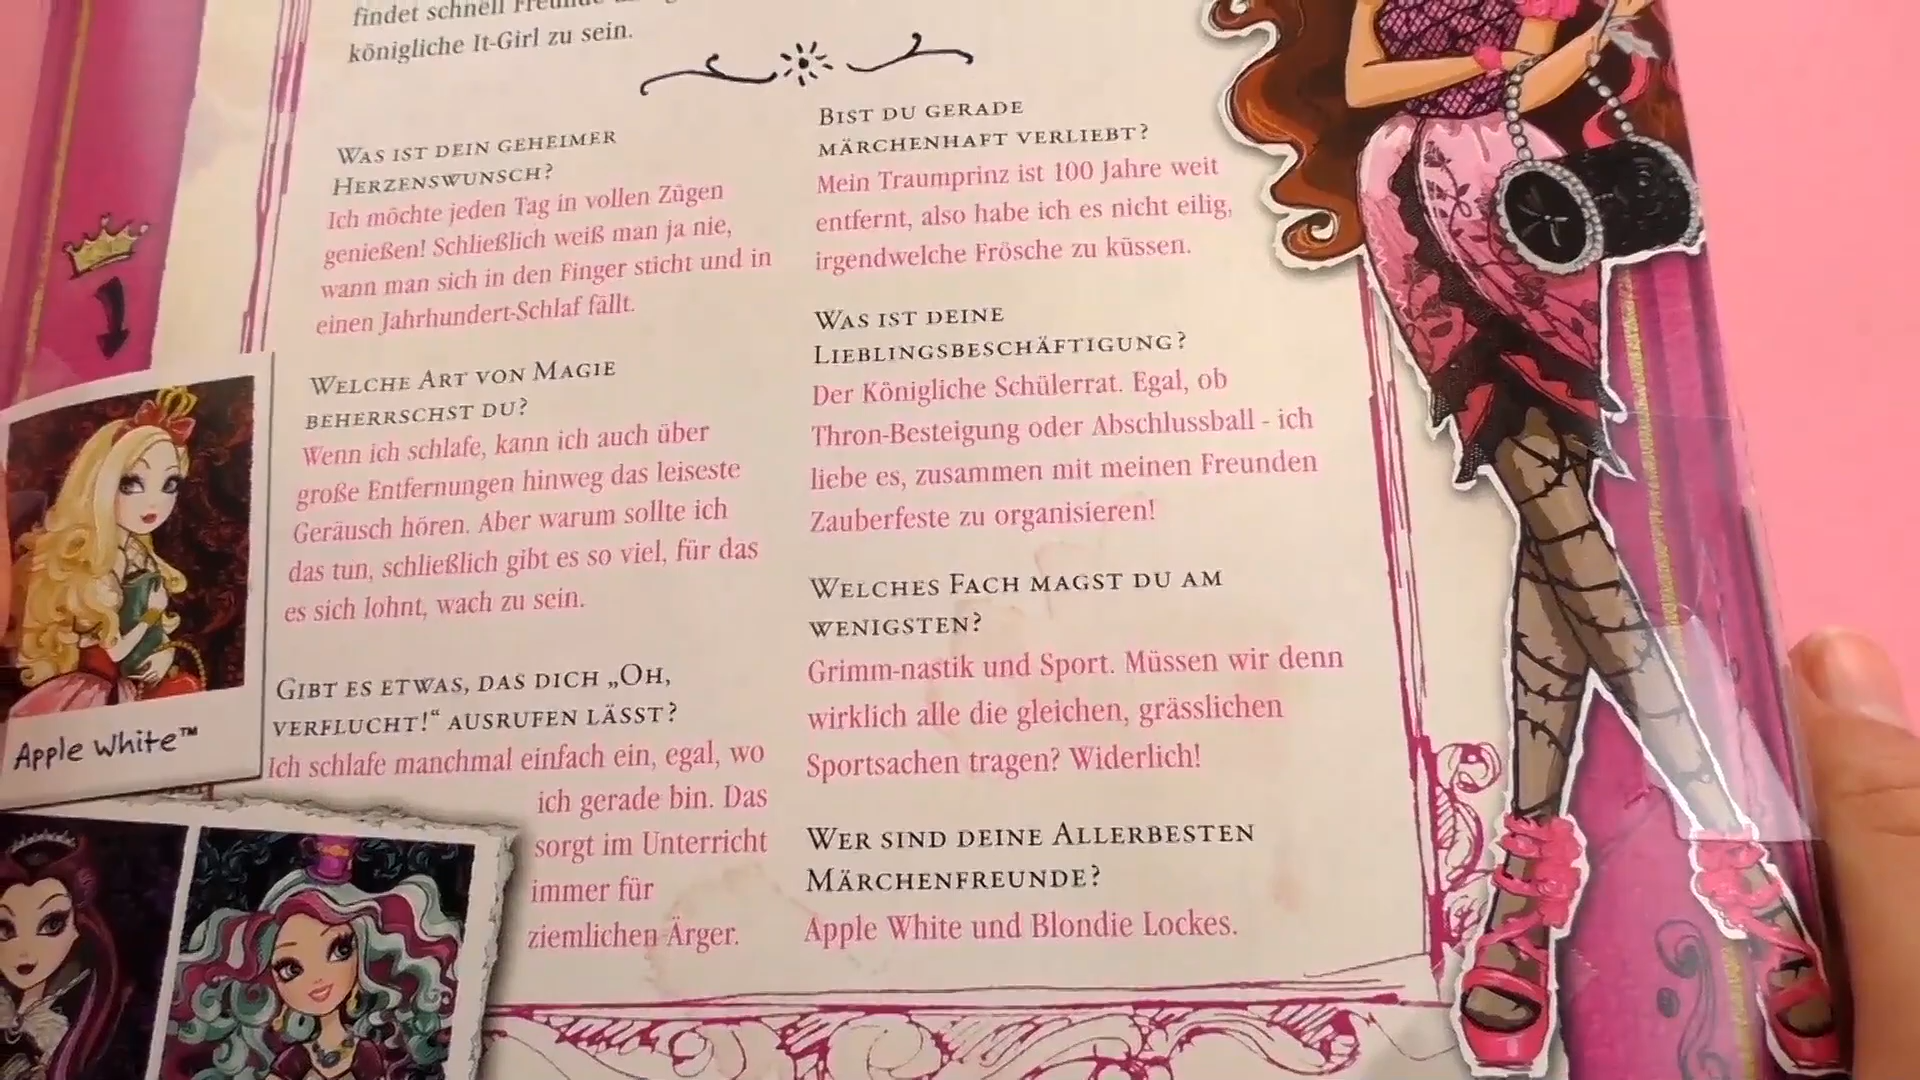 findet schnell
königliche It-Girl zu sein.
Was ist dein geheimer
Herzenswunsch?
Ich möchte jeden Tag in vollen Zügen
genießen! Schließlich weiß man ja nie,
wann man sich in den Finger sticht und in
einen Jahrhundert-Schlaf fällt.
Welche Art von Magie
beherrschst du?
Wenn ich schlafe, kann ich auch über
große Entfernungen hinweg das leiseste
Geräusch hören. Aber warum sollte ich
das tun, schließlich gibt es so viel, für das
es sich lohnt, wach zu sein.
Gibt es etwas, das dich „Oh,
verflucht!“ ausrufen lässt?
Ich schlafe manchmal einfach ein, egal, wo
ich gerade bin. Das
sorgt im Unterricht
immer für
ziemlichen Ärger.
Bist du gerade
märchenhaft verliebt?
Mein Traumprinz ist 100 Jahre weit
entfernt, also habe ich es nicht eilig,
irgendwelche Frösche zu küssen.
Was ist deine
Lieblingsbeschäftigung?
Der Königliche Schülerrat. Egal, ob
Thron-Besteigung oder Abschlussball - ich
liebe es, zusammen mit meinen Freunden
Zauberfeste zu organisieren!
Welches Fach magst du am
wenigsten?
Grimm-nastik und Sport. Müssen wir denn
wirklich alle die gleichen, grässlichen
Sportsachen tragen? Widerlich!
Wer sind deine Allerbesten
Märchenfreunde?
Apple White und Blondie Lockes.
Apple White™